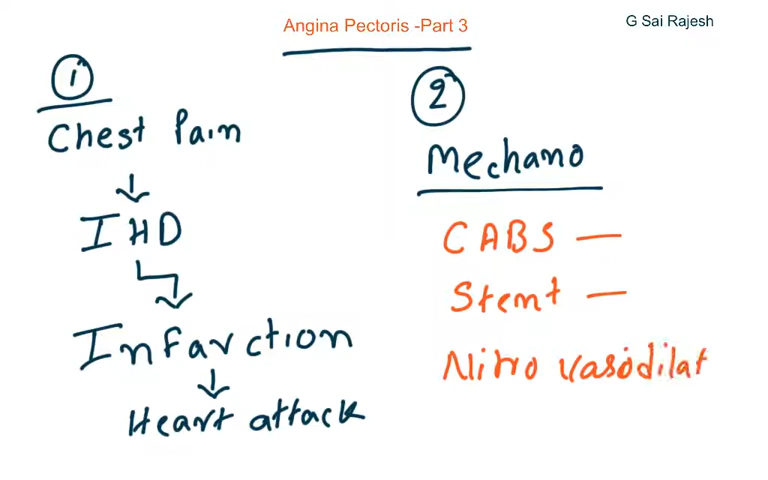 Angina Pectoris -Part 3
G Sai Rajesh
1
Chest Pain
↓
IHD
Infarction
↓
Heart attack
2
Mechano
CABS —
Stent —
Nitro vasodilat